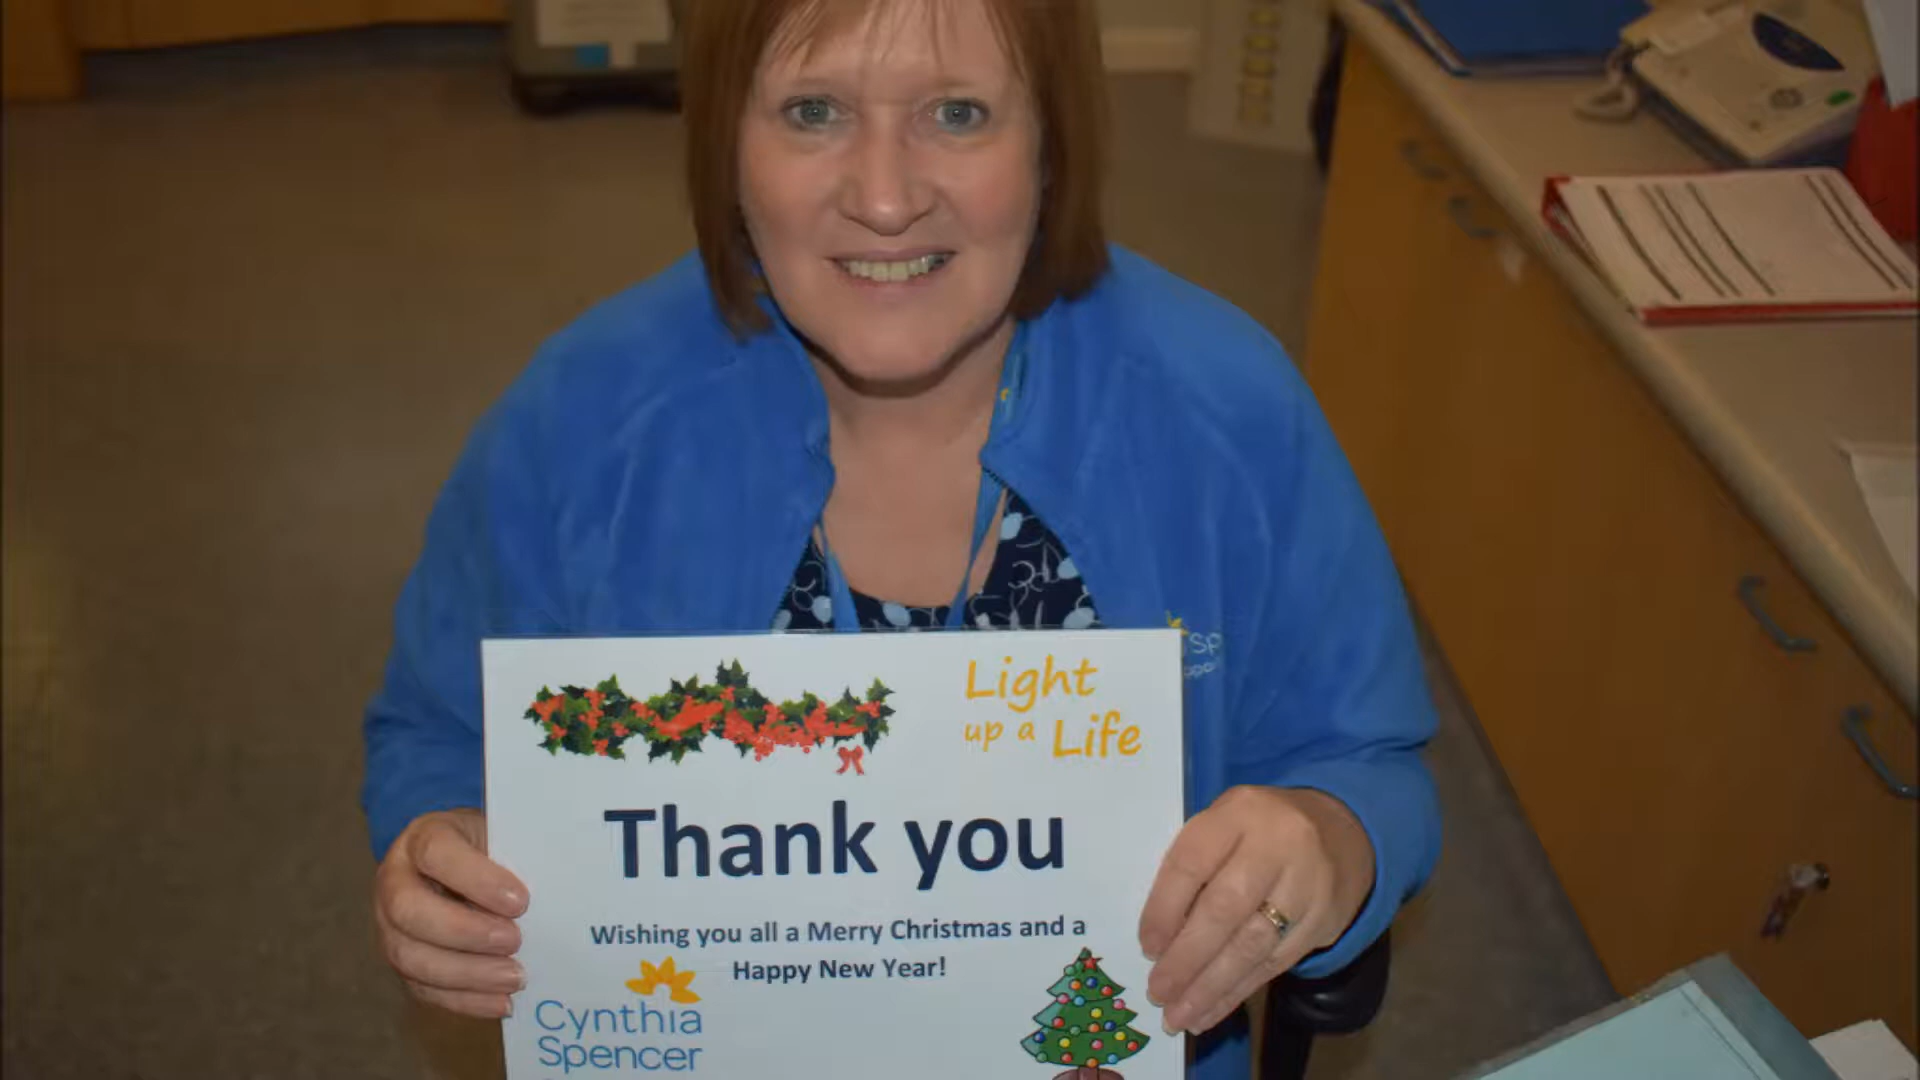 Light
up a Life
Thank you
Wishing you all a Merry Christmas and a
Happy New Year!
Cynthia
Spencer